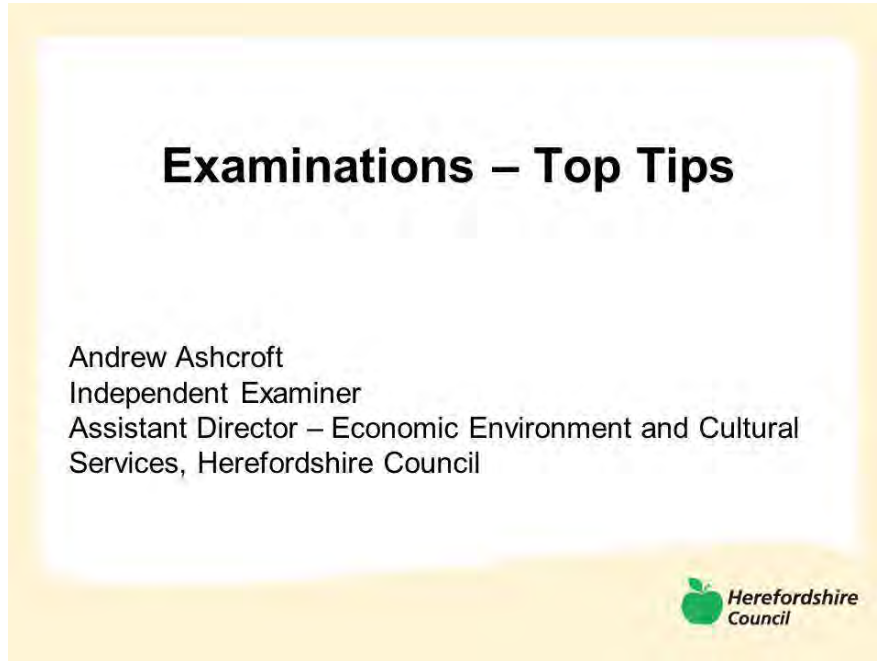 Examinations – Top Tips
Andrew Ashcroft
Independent Examiner
Assistant Director – Economic Environment and Cultural
Services, Herefordshire Council
Herefordshire
Council